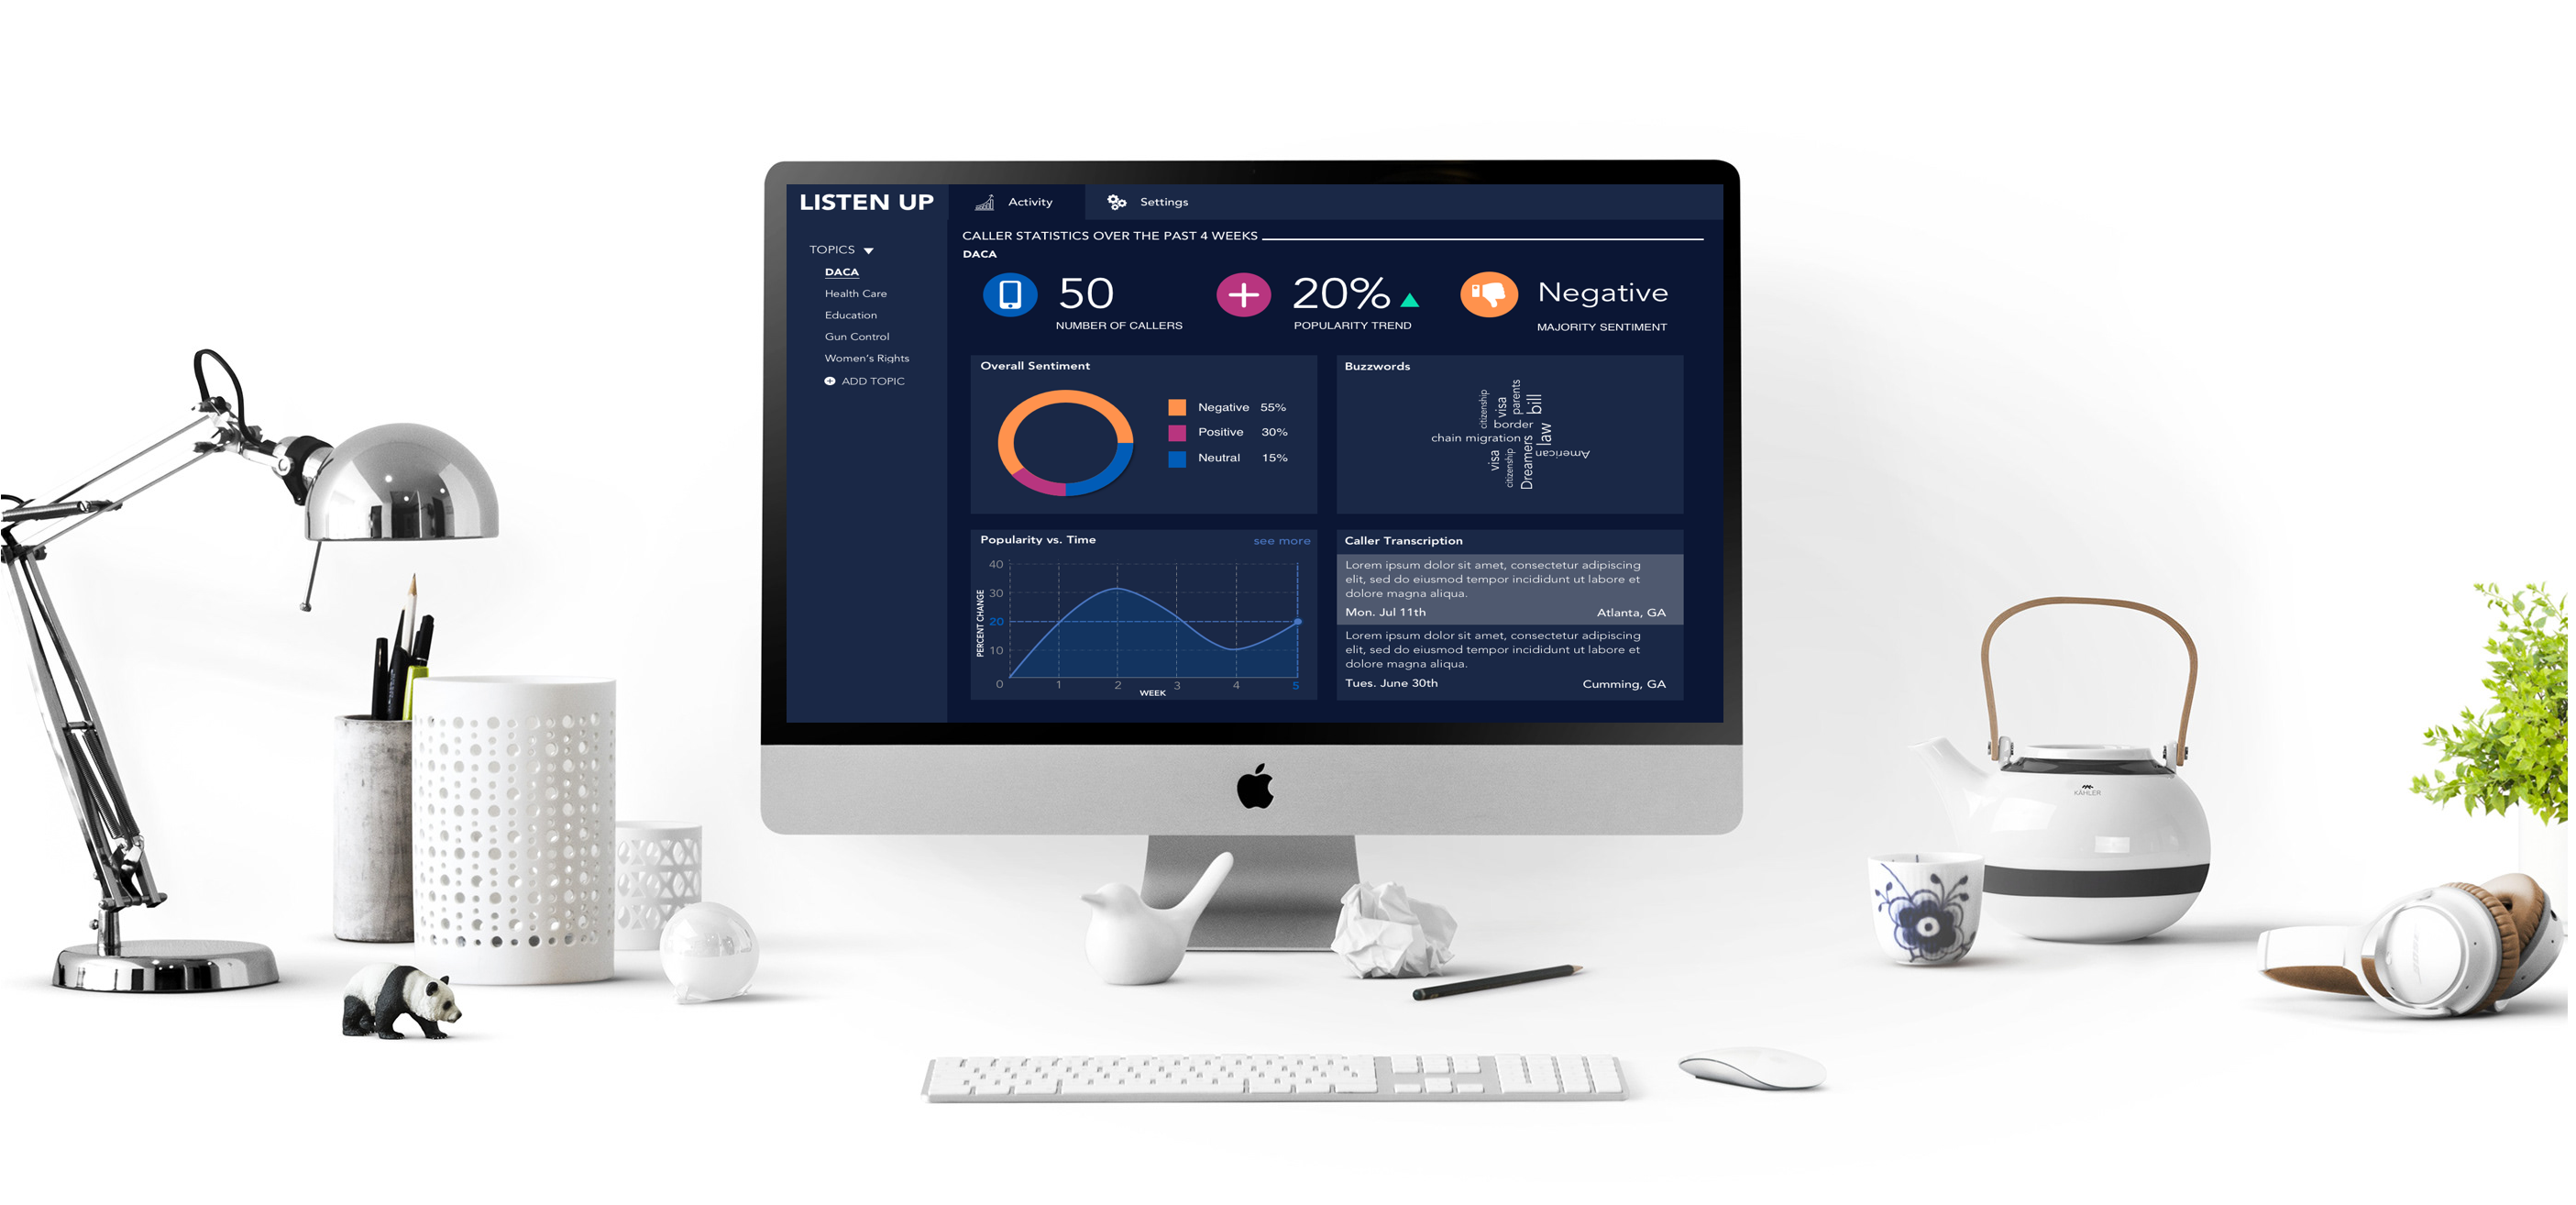 LISTEN UP
Activity
Settings
TOPICS
DACA
Health Care
Education
Gun Control
Women's Rights
ADD TOPIC
CALLER STATISTICS OVER THE PAST 4 WEEKS
DACA
50
NUMBER OF CALLERS
20%
POPULARITY TREND
Negative
MAJORITY SENTIMENT
Overall Sentiment
Negative 55%
Positive 30%
Neutral 15%
Buzzwords
citizenship
visa
parents
bill
border
chain migration
Dreamers
law
American
visa
citizenship
Popularity vs. Time
see more
PERCENT CHANGE
40
30
20
10
0
1
2
3
4
5
WEEK
Caller Transcription
Lorem ipsum dolor sit amet, consectetur adipiscing
elit, sed do eiusmod tempor incididunt ut labore et
dolore magna aliqua.
Mon. Jul 11th
Atlanta, GA
Lorem ipsum dolor sit amet, consectetur adipiscing
elit, sed do eiusmod tempor incididunt ut labore et
dolore magna aliqua.
Tues. June 30th
Cumming, GA
KÄHLER